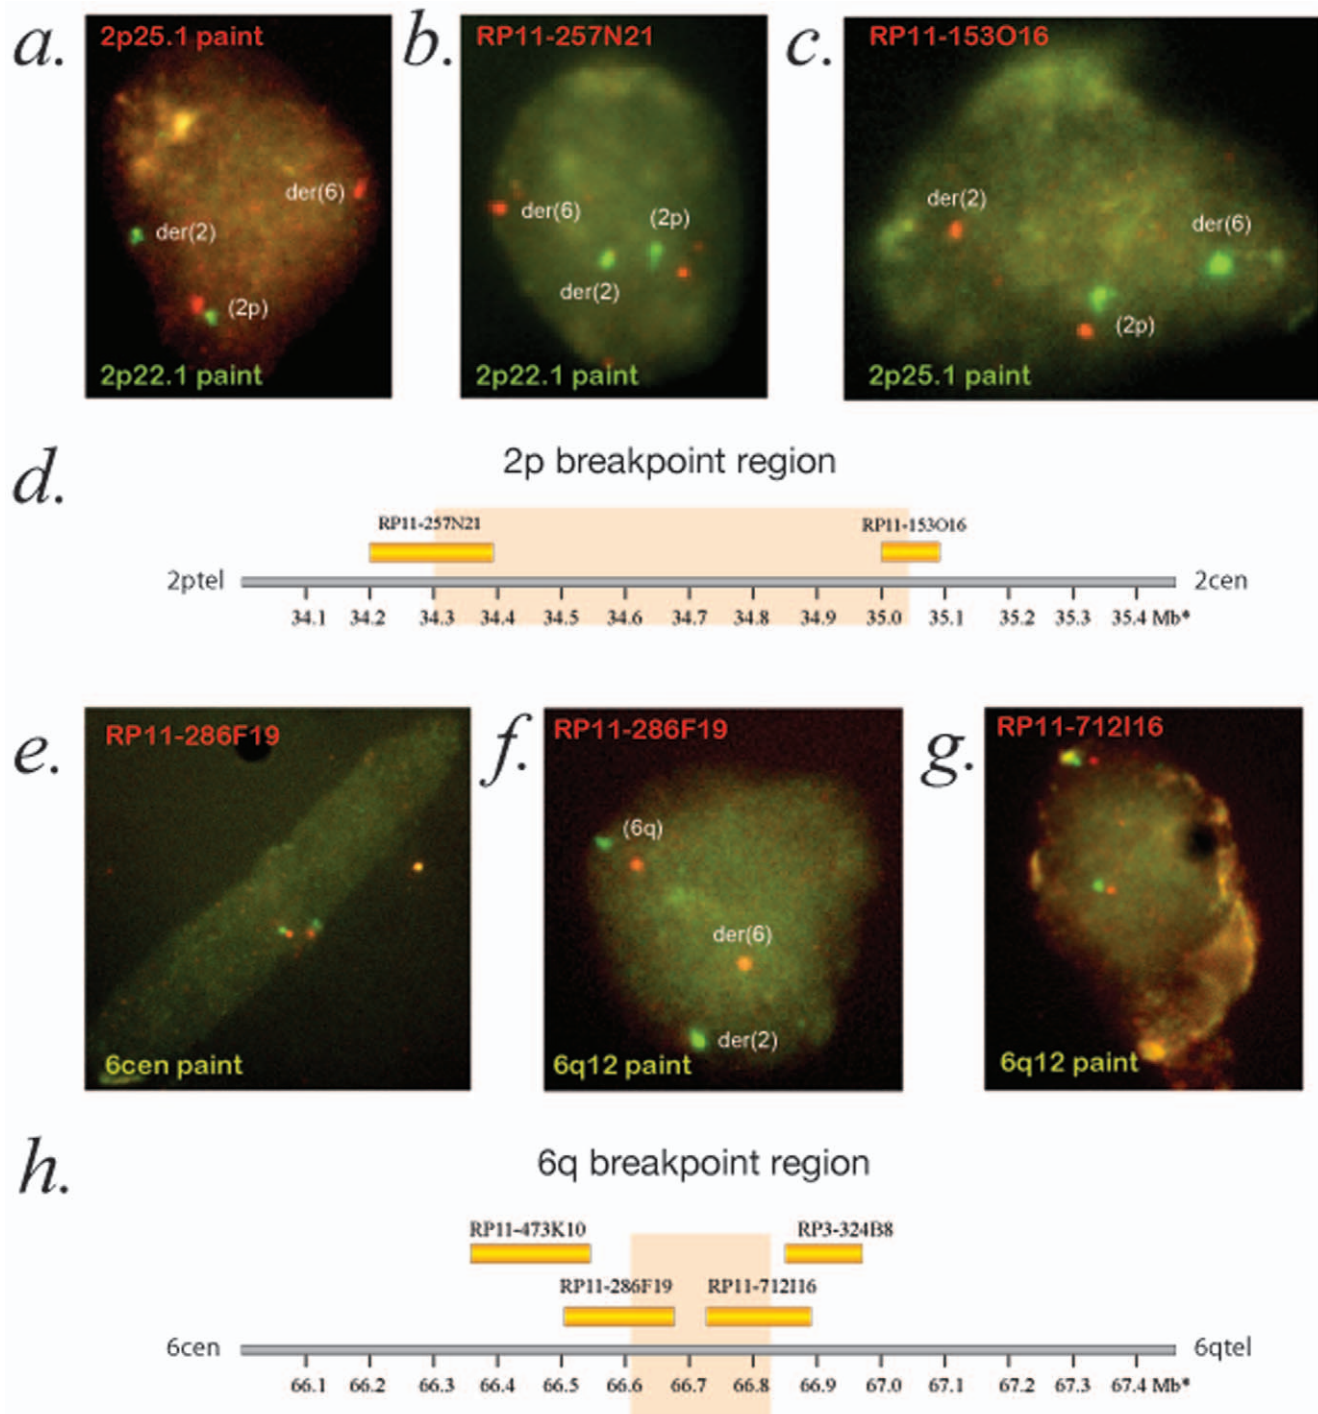 a.
2p25.1 paint
der(6)
der(2)
(2p)
2p22.1 paint
b.
RP11-257N21
der(6)
(2p)
der(2)
2p22.1 paint
c.
RP11-153O16
der(2)
der(6)
(2p)
2p25.1 paint
d.
2p breakpoint region
RP11-257N21
RP11-153O16
2ptel
2cen
34.1 34.2 34.3 34.4 34.5 34.6 34.7 34.8 34.9 35.0 35.1 35.2 35.3 35.4 Mb*
e.
RP11-286F19
6cen paint
f.
RP11-286F19
(6q)
der(6)
der(2)
6q12 paint
g.
RP11-712I16
6q12 paint
h.
6q breakpoint region
RP11-473K10
RP3-324B8
RP11-286F19
RP11-712I16
6cen
6qtel
66.1 66.2 66.3 66.4 66.5 66.6 66.7 66.8 66.9 67.0 67.1 67.2 67.3 67.4 Mb*